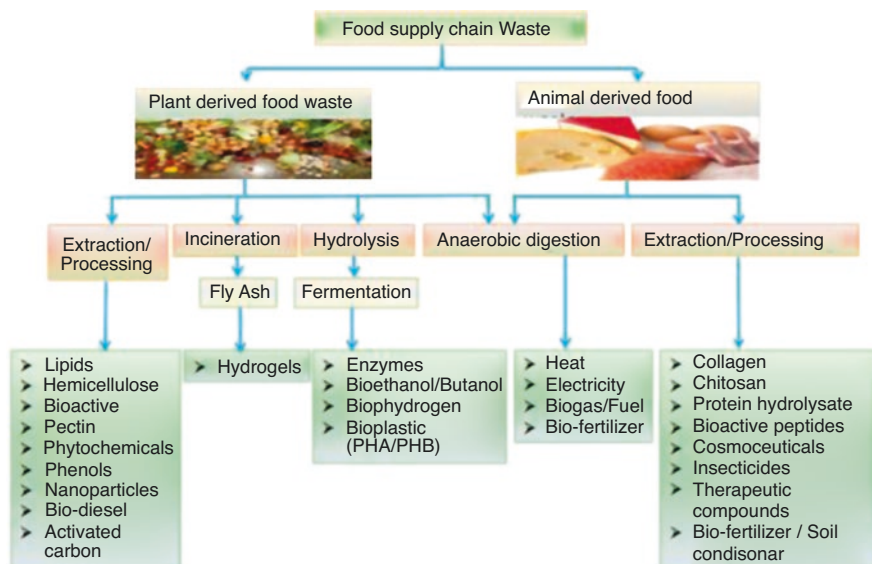 Food supply chain Waste
Plant derived food waste
Animal derived food
Extraction/
Processing
Incineration
Hydrolysis
Anaerobic digestion
Extraction/Processing
Fly Ash
Fermentation
Lipids
Hemicellulose
Bioactive
Pectin
Phytochemicals
Phenols
Nanoparticles
Bio-diesel
Activated
carbon
Hydrogels
Enzymes
Bioethanol/Butanol
Biophydrogen
Bioplastic
(PHA/PHB)
Heat
Electricity
Biogas/Fuel
Bio-fertilizer
Collagen
Chitosan
Protein hydrolysate
Bioactive peptides
Cosmoceuticals
Insecticides
Therapeutic
compounds
Bio-fertilizer / Soil
condisonar